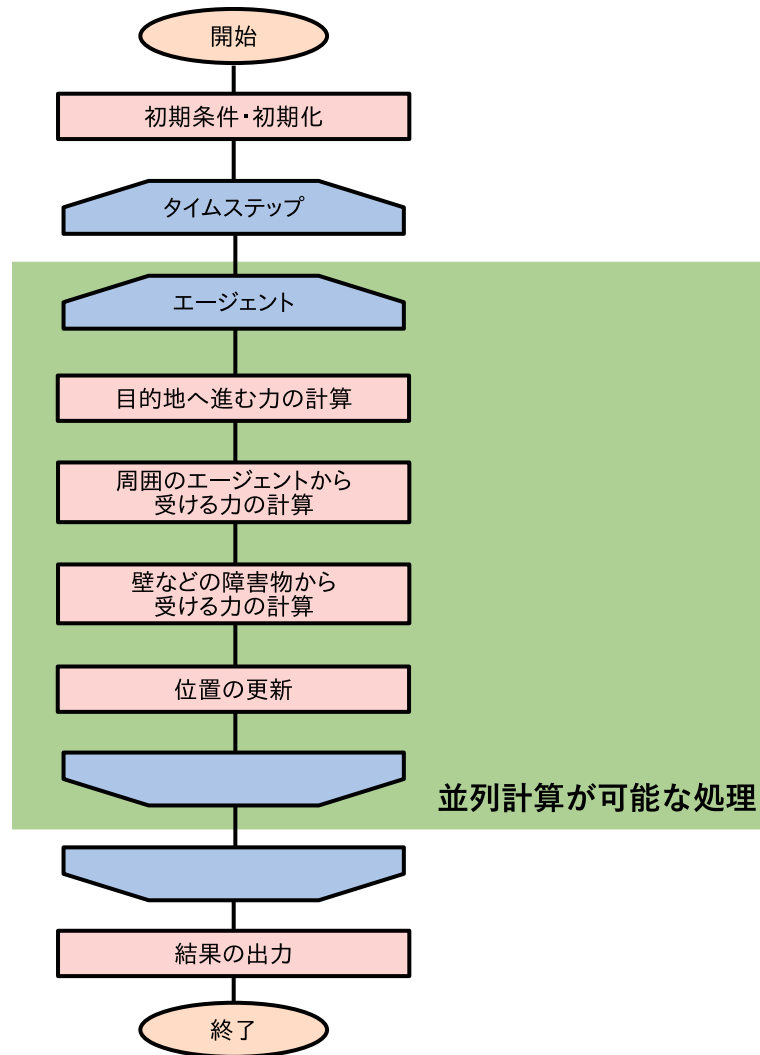 開始
初期条件・初期化
タイムステップ
エージェント
目的地へ進む力の計算
周囲のエージェントから
受ける力の計算
壁などの障害物から
受ける力の計算
位置の更新
並列計算が可能な処理
結果の出力
終了